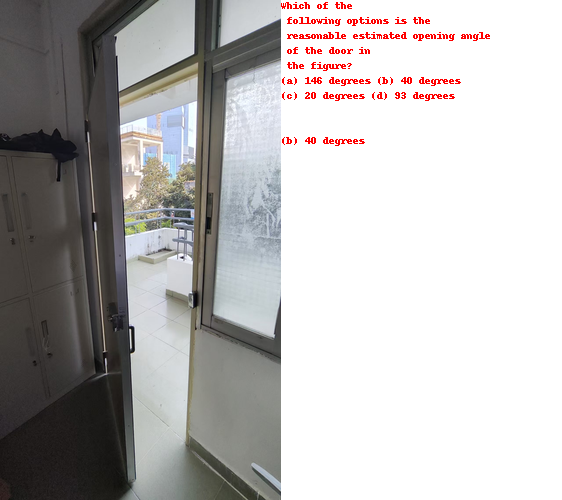 Which of the
following options is the
reasonable estimated opening angle
of the door in
the figure?
(a) 146 degrees (b) 40 degrees
(c) 20 degrees (d) 93 degrees
(b) 40 degrees